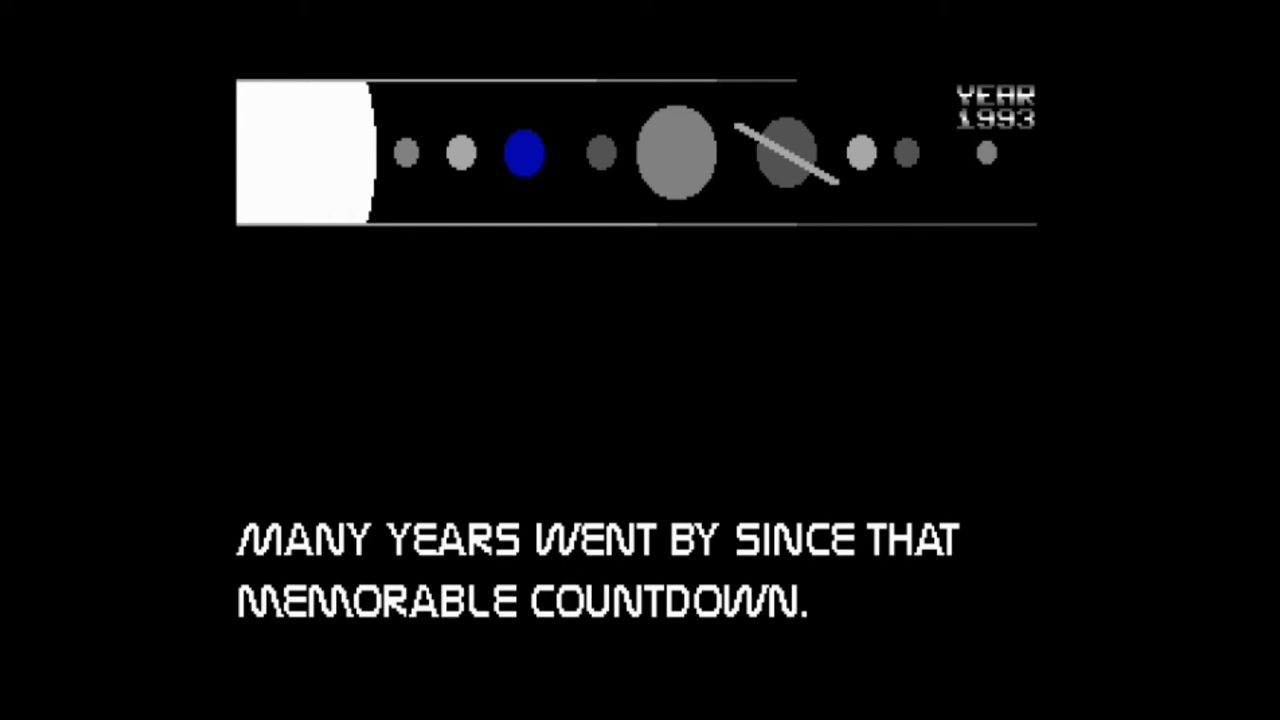 YEAR
1993
MANY YEARS WENT BY SINCE THAT
MEMORABLE COUNTDOWN.